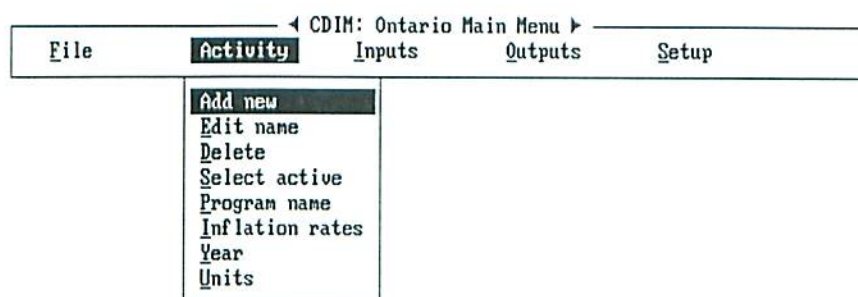 CDIM: Ontario Main Menu
File Activity Inputs Outputs Setup
Add new
Edit name
Delete
Select active
Program name
Inflation rates
Year
Units